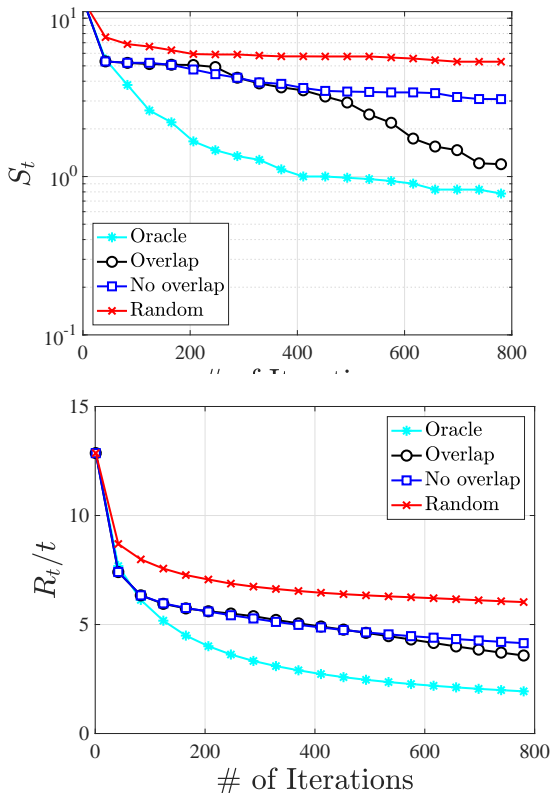 10^1
10^0
10^-1
S_t
Oracle
Overlap
No overlap
Random
0 200 400 600 800
15
10
5
0
R_t/t
Oracle
Overlap
No overlap
Random
0 200 400 600 800
# of Iterations